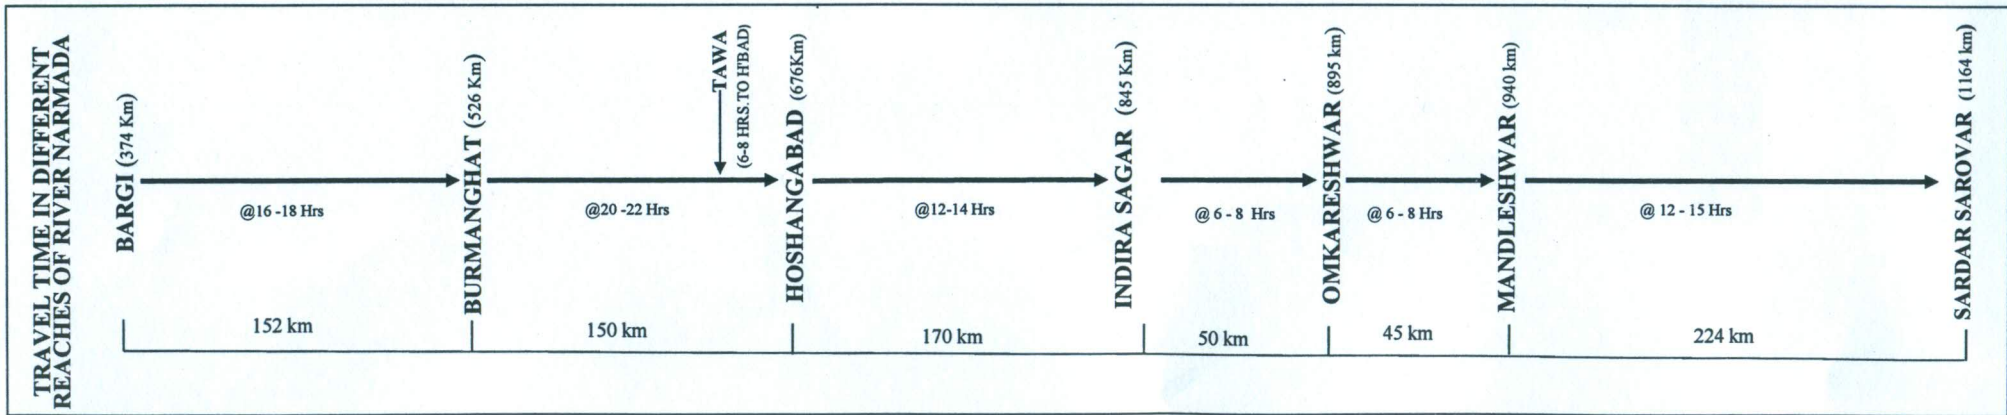 TRAVEL TIME IN DIFFERENT
REACHES OF RIVER NARMADA
BARGI (374 Km)
@16 -18 Hrs
152 km
BURMANGHAT (526 Km)
@20 -22 Hrs
150 km
TAWA
(6-8 HRS.TO H'BAD)
HOSHANGABAD (676Km)
@12-14 Hrs
170 km
INDIRA SAGAR (845 Km)
@ 6 - 8 Hrs
50 km
OMKARESHWAR (895 km)
@ 6 - 8 Hrs
45 km
MANDLESHWAR (940 km)
@ 12 - 15 Hrs
224 km
SARDAR SAROVAR (1164 km)